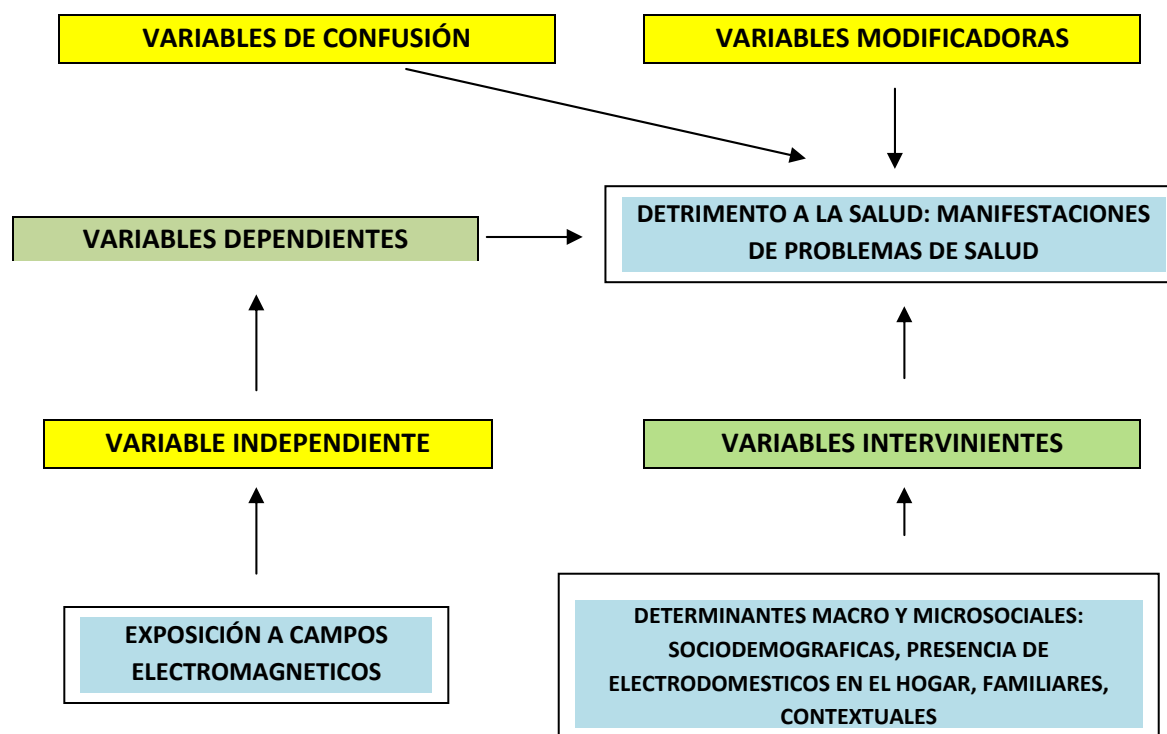 VARIABLES DE CONFUSIÓN
VARIABLES MODIFICADORAS
VARIABLES DEPENDIENTES
DETRIMENTO A LA SALUD: MANIFESTACIONES
DE PROBLEMAS DE SALUD
VARIABLE INDEPENDIENTE
VARIABLES INTERVINIENTES
EXPOSICIÓN A CAMPOS
ELECTROMAGNETICOS
DETERMINANTES MACRO Y MICROSOCIALES:
SOCIODEMOGRAFICAS, PRESENCIA DE
ELECTRODOMESTICOS EN EL HOGAR, FAMILIARES,
CONTEXTUALES